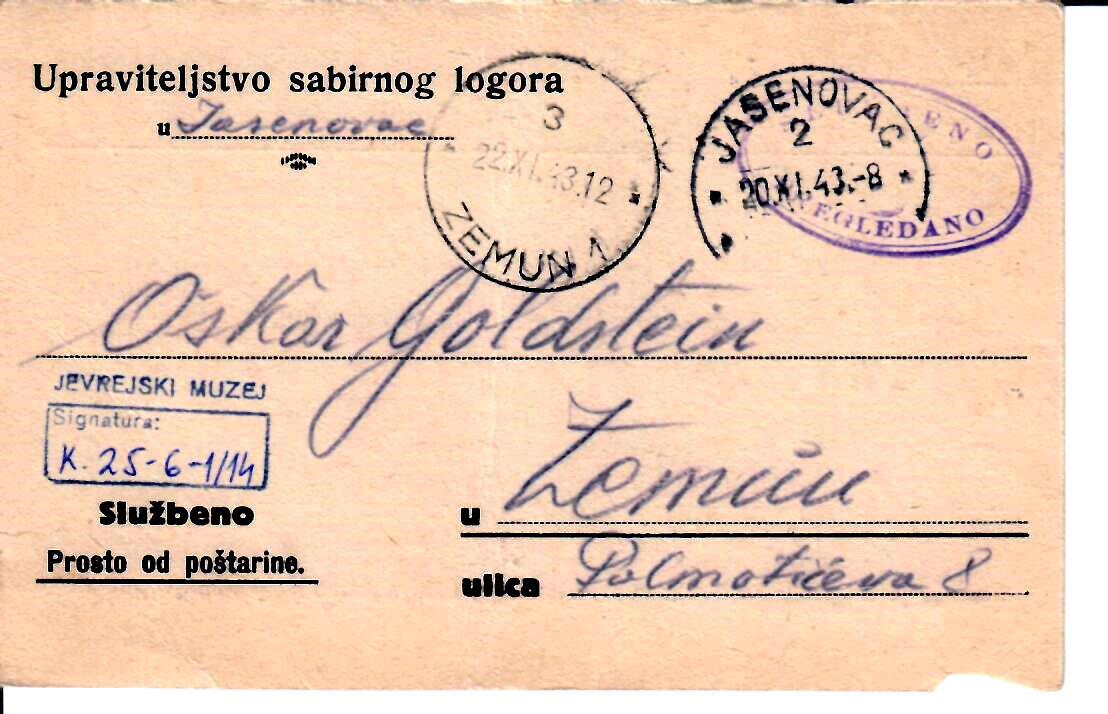 Upraviteljstvo sabirnog logora
u Jasenovac
3
22.XI.43.12
ZEMUN 1
JASENOVAC
2
20.XI.43.-8
PREGLEDANO
Oskar Goldstein
JEVREJSKI MUZEJ
Signatura:
K. 25-6-1/14
Službeno
Prosto od poštarine.
u Zemun
ulica Palmotićeva 8